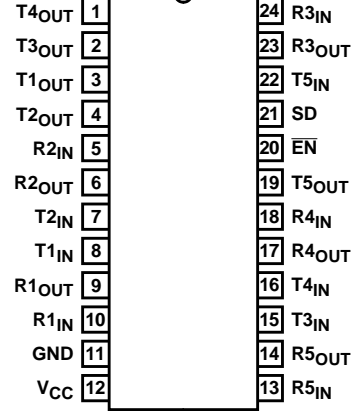 T4OUT 1 24 R3IN
T3OUT 2 23 R3OUT
T1OUT 3 22 T5IN
T2OUT 4 21 SD
R2IN 5 20 E̅N̅
R2OUT 6 19 T5OUT
T2IN 7 18 R4IN
T1IN 8 17 R4OUT
R1OUT 9 16 T4IN
R1IN 10 15 T3IN
GND 11 14 R5OUT
VCC 12 13 R5IN